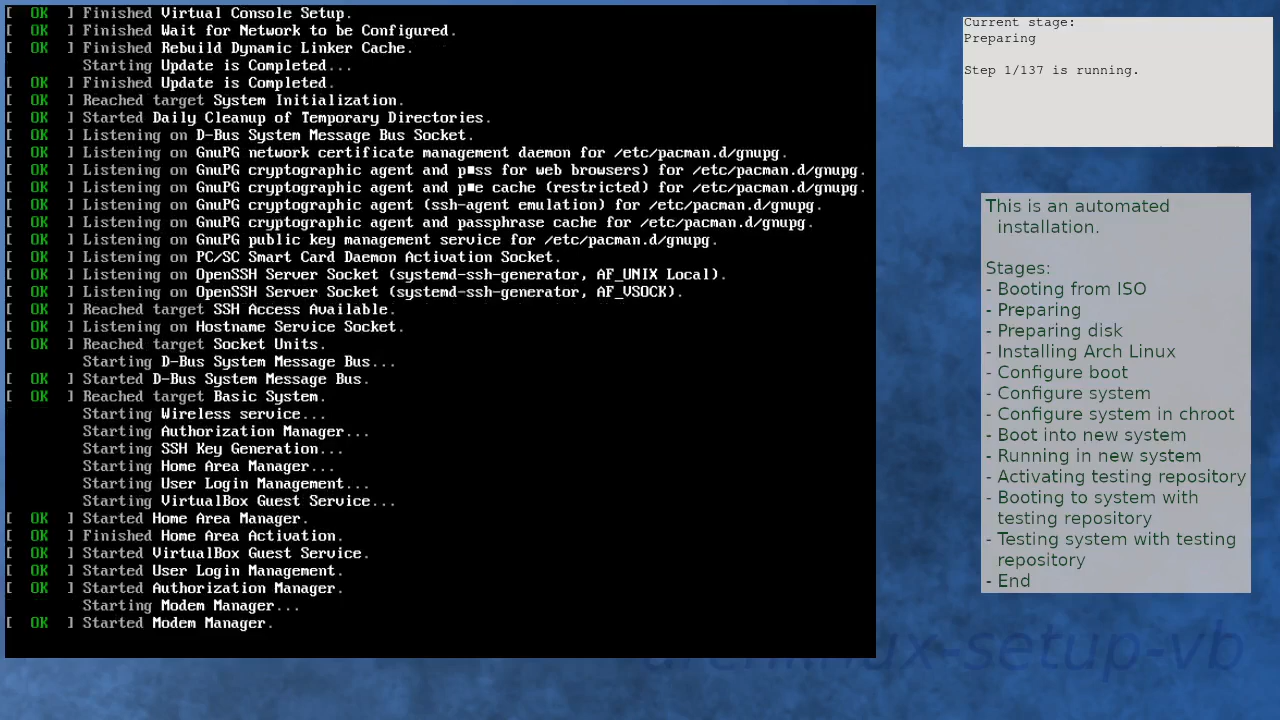 [  OK  ] Finished Virtual Console Setup.
[  OK  ] Finished Wait for Network to be Configured.
[  OK  ] Finished Rebuild Dynamic Linker Cache.
Starting Update is Completed...
[  OK  ] Finished Update is Completed.
[  OK  ] Reached target System Initialization.
[  OK  ] Started Daily Cleanup of Temporary Directories.
[  OK  ] Listening on D-Bus System Message Bus Socket.
[  OK  ] Listening on GnuPG network certificate management daemon for /etc/pacman.d/gnupg.
[  OK  ] Listening on GnuPG cryptographic agent and p■ss for web browsers) for /etc/pacman.d/gnupg.
[  OK  ] Listening on GnuPG cryptographic agent and p■e cache (restricted) for /etc/pacman.d/gnupg.
[  OK  ] Listening on GnuPG cryptographic agent (ssh-agent emulation) for /etc/pacman.d/gnupg.
[  OK  ] Listening on GnuPG cryptographic agent and passphrase cache for /etc/pacman.d/gnupg.
[  OK  ] Listening on GnuPG public key management service for /etc/pacman.d/gnupg.
[  OK  ] Listening on PC/SC Smart Card Daemon Activation Socket.
[  OK  ] Listening on OpenSSH Server Socket (systemd-ssh-generator, AF_UNIX Local).
[  OK  ] Listening on OpenSSH Server Socket (systemd-ssh-generator, AF_VSOCK).
[  OK  ] Reached target SSH Access Available.
[  OK  ] Listening on Hostname Service Socket.
[  OK  ] Reached target Socket Units.
Starting D-Bus System Message Bus...
[  OK  ] Started D-Bus System Message Bus.
[  OK  ] Reached target Basic System.
Starting Wireless service...
Starting Authorization Manager...
Starting SSH Key Generation...
Starting Home Area Manager...
Starting User Login Management...
Starting VirtualBox Guest Service...
[  OK  ] Started Home Area Manager.
[  OK  ] Finished Home Area Activation.
[  OK  ] Started VirtualBox Guest Service.
[  OK  ] Started User Login Management.
[  OK  ] Started Authorization Manager.
Starting Modem Manager...
[  OK  ] Started Modem Manager.
Current stage:
Preparing
Step 1/137 is running.
This is an automated
installation.
Stages:
- Booting from ISO
- Preparing
- Preparing disk
- Installing Arch Linux
- Configure boot
- Configure system
- Configure system in chroot
- Boot into new system
- Running in new system
- Activating testing repository
- Booting to system with
testing repository
- Testing system with testing
repository
- End